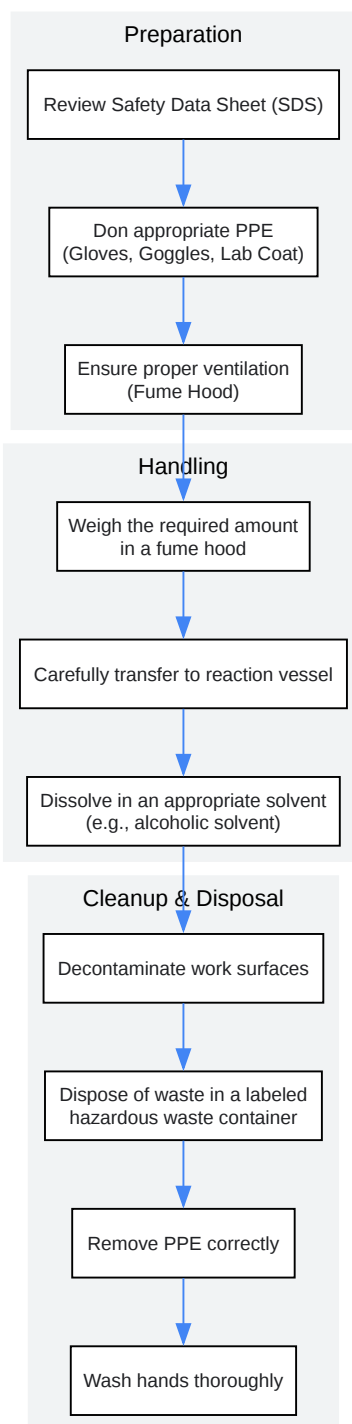 Preparation
Review Safety Data Sheet (SDS)
Don appropriate PPE
(Gloves, Goggles, Lab Coat)
Ensure proper ventilation
(Fume Hood)
Handling
Weigh the required amount
in a fume hood
Carefully transfer to reaction vessel
Dissolve in an appropriate solvent
(e.g., alcoholic solvent)
Cleanup & Disposal
Decontaminate work surfaces
Dispose of waste in a labeled
hazardous waste container
Remove PPE correctly
Wash hands thoroughly